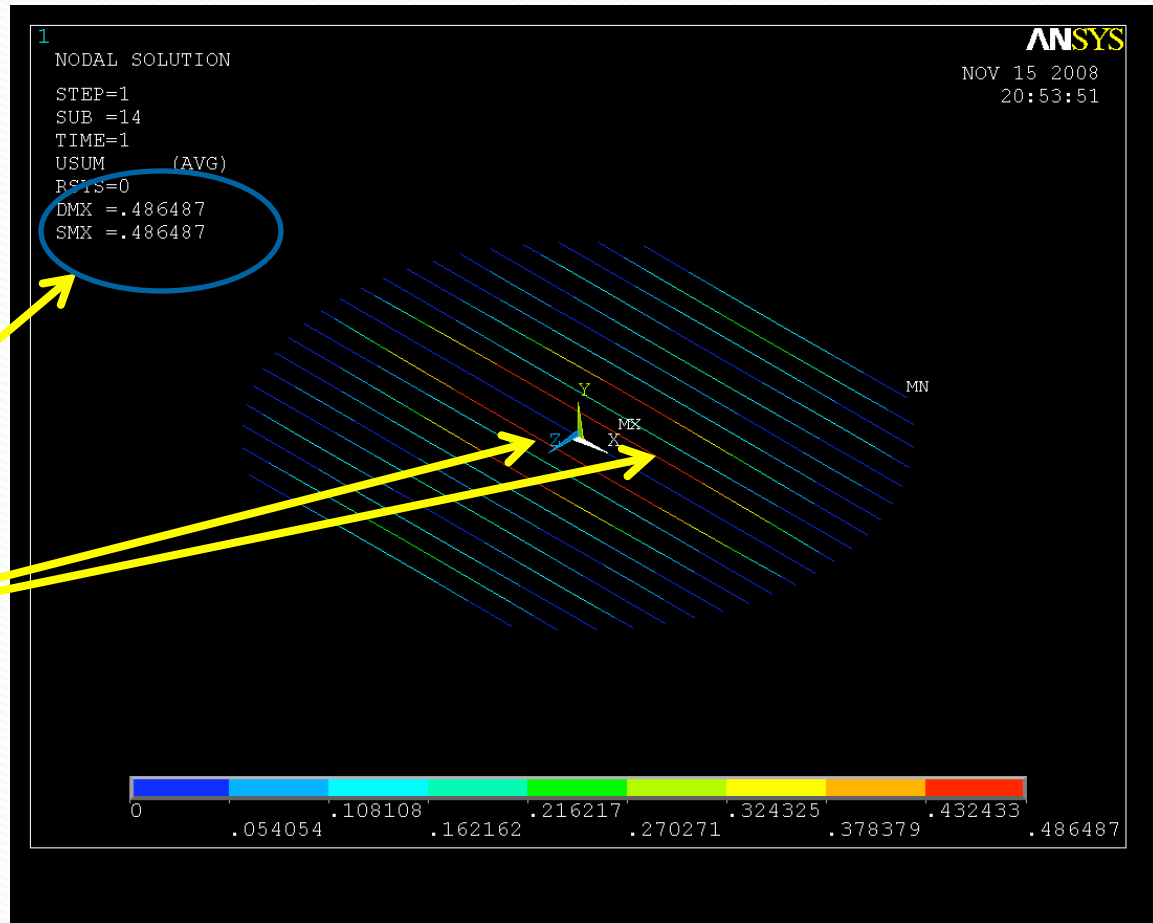 1
NODAL SOLUTION
STEP=1
SUB =14
TIME=1
USUM (AVG)
RSYS=0
DMX =.486487
SMX =.486487
ANSYS
NOV 15 2008
20:53:51
MN
Y
MX
Z X
0 .108108 .216217 .324325 .432433
.054054 .162162 .270271 .378379 .486487